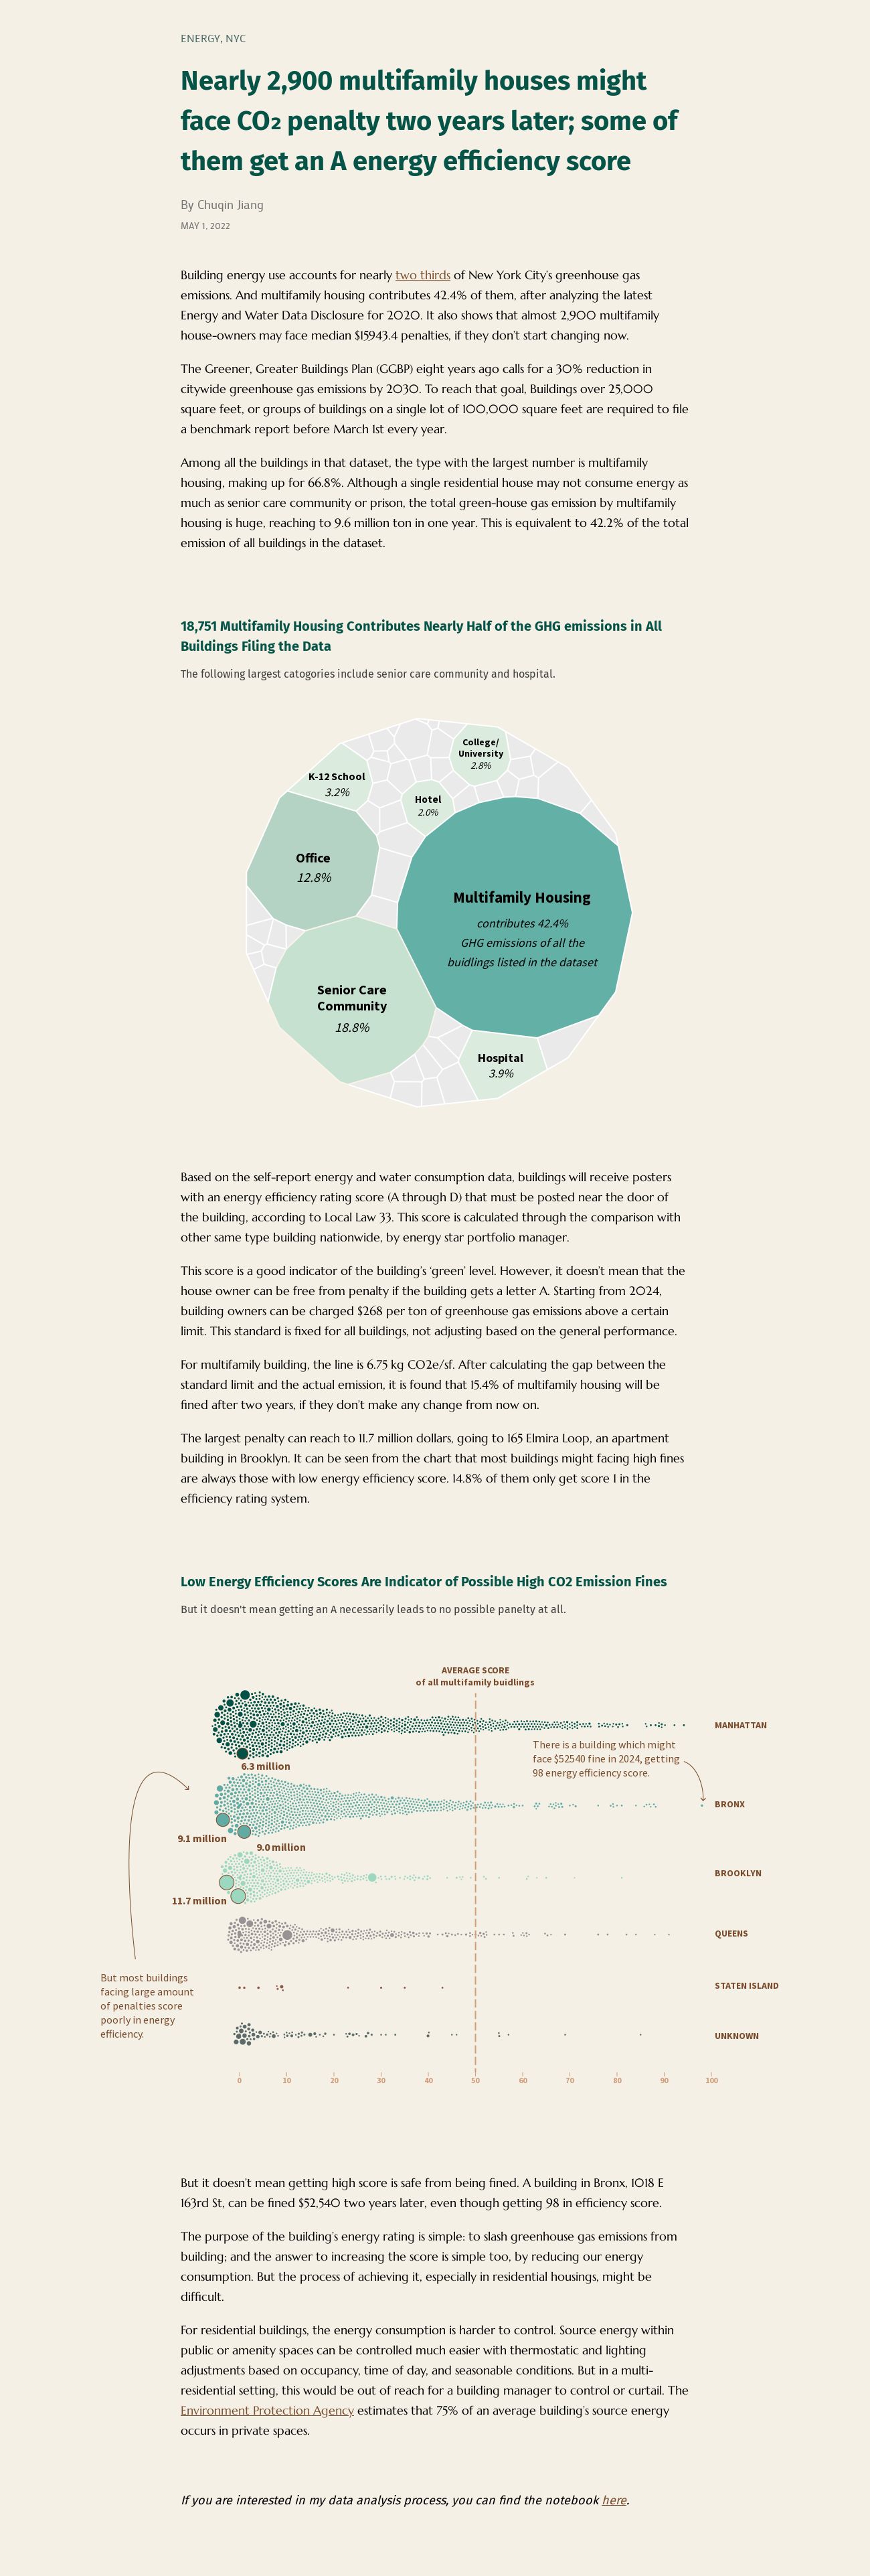 ENERGY, NYC
Nearly 2,900 multifamily houses might
face CO₂ penalty two years later; some of
them get an A energy efficiency score
By Chuqin Jiang
MAY 1, 2022
Building energy use accounts for nearly two thirds of New York City’s greenhouse gas
emissions. And multifamily housing contributes 42.4% of them, after analyzing the latest
Energy and Water Data Disclosure for 2020. It also shows that almost 2,900 multifamily
house-owners may face median $15943.4 penalties, if they don’t start changing now.
The Greener, Greater Buildings Plan (GGBP) eight years ago calls for a 30% reduction in
citywide greenhouse gas emissions by 2030. To reach that goal, Buildings over 25,000
square feet, or groups of buildings on a single lot of 100,000 square feet are required to file
a benchmark report before March 1st every year.
Among all the buildings in that dataset, the type with the largest number is multifamily
housing, making up for 66.8%. Although a single residential house may not consume energy as
much as senior care community or prison, the total green-house gas emission by multifamily
housing is huge, reaching to 9.6 million ton in one year. This is equivalent to 42.2% of the total
emission of all buildings in the dataset.
18,751 Multifamily Housing Contributes Nearly Half of the GHG emissions in All
Buildings Filing the Data
The following largest catogories include senior care community and hospital.
College/
University
2.8%
K-12 School
3.2%
Hotel
2.0%
Office
12.8%
Multifamily Housing
contributes 42.4%
GHG emissions of all the
buidlings listed in the dataset
Senior Care
Community
18.8%
Hospital
3.9%
Based on the self-report energy and water consumption data, buildings will receive posters
with an energy efficiency rating score (A through D) that must be posted near the door of
the building, according to Local Law 33. This score is calculated through the comparison with
other same type building nationwide, by energy star portfolio manager.
This score is a good indicator of the building’s ‘green’ level. However, it doesn’t mean that the
house owner can be free from penalty if the building gets a letter A. Starting from 2024,
building owners can be charged $268 per ton of greenhouse gas emissions above a certain
limit. This standard is fixed for all buildings, not adjusting based on the general performance.
For multifamily building, the line is 6.75 kg CO2e/sf. After calculating the gap between the
standard limit and the actual emission, it is found that 15.4% of multifamily housing will be
fined after two years, if they don’t make any change from now on.
The largest penalty can reach to 11.7 million dollars, going to 165 Elmira Loop, an apartment
building in Brooklyn. It can be seen from the chart that most buildings might facing high fines
are always those with low energy efficiency score. 14.8% of them only get score 1 in the
efficiency rating system.
Low Energy Efficiency Scores Are Indicator of Possible High CO2 Emission Fines
But it doesn't mean getting an A necessarily leads to no possible panelty at all.
AVERAGE SCORE
of all multifamily buidlings
MANHATTAN
There is a building which might
face $52540 fine in 2024, getting
98 energy efficiency score.
6.3 million
BRONX
9.1 million
9.0 million
BROOKLYN
11.7 million
QUEENS
But most buildings
facing large amount
of penalties score
poorly in energy
efficiency.
STATEN ISLAND
UNKNOWN
0 10 20 30 40 50 60 70 80 90 100
But it doesn’t mean getting high score is safe from being fined. A building in Bronx, 1018 E
163rd St, can be fined $52,540 two years later, even though getting 98 in efficiency score.
The purpose of the building’s energy rating is simple: to slash greenhouse gas emissions from
building; and the answer to increasing the score is simple too, by reducing our energy
consumption. But the process of achieving it, especially in residential housings, might be
difficult.
For residential buildings, the energy consumption is harder to control. Source energy within
public or amenity spaces can be controlled much easier with thermostatic and lighting
adjustments based on occupancy, time of day, and seasonable conditions. But in a multi-
residential setting, this would be out of reach for a building manager to control or curtail. The
Environment Protection Agency estimates that 75% of an average building’s source energy
occurs in private spaces.
If you are interested in my data analysis process, you can find the notebook here.